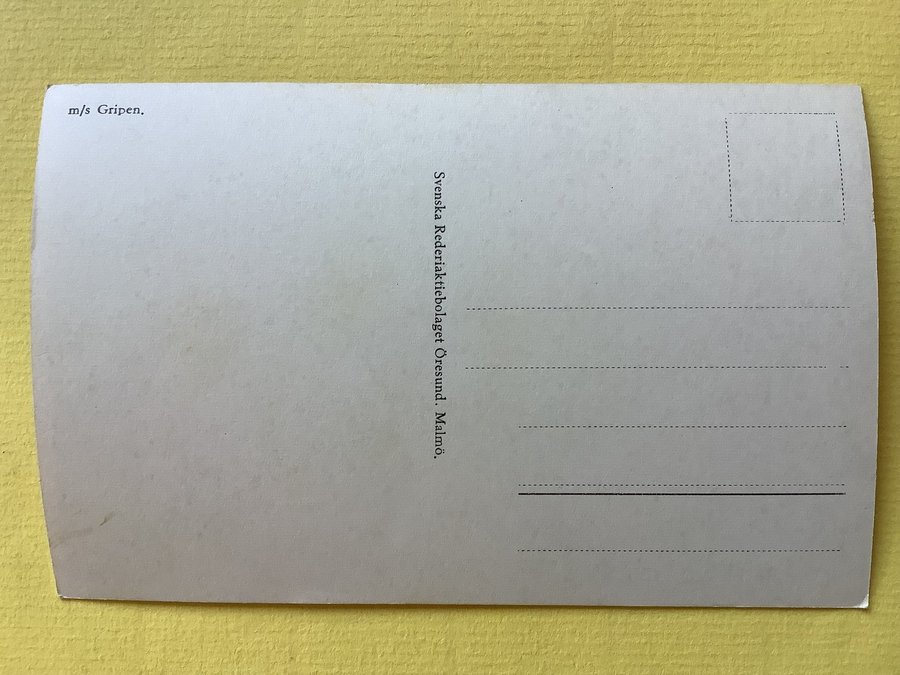 m/s Gripen.
Svenska Rederiaktiebolaget Öresund. Malmö.